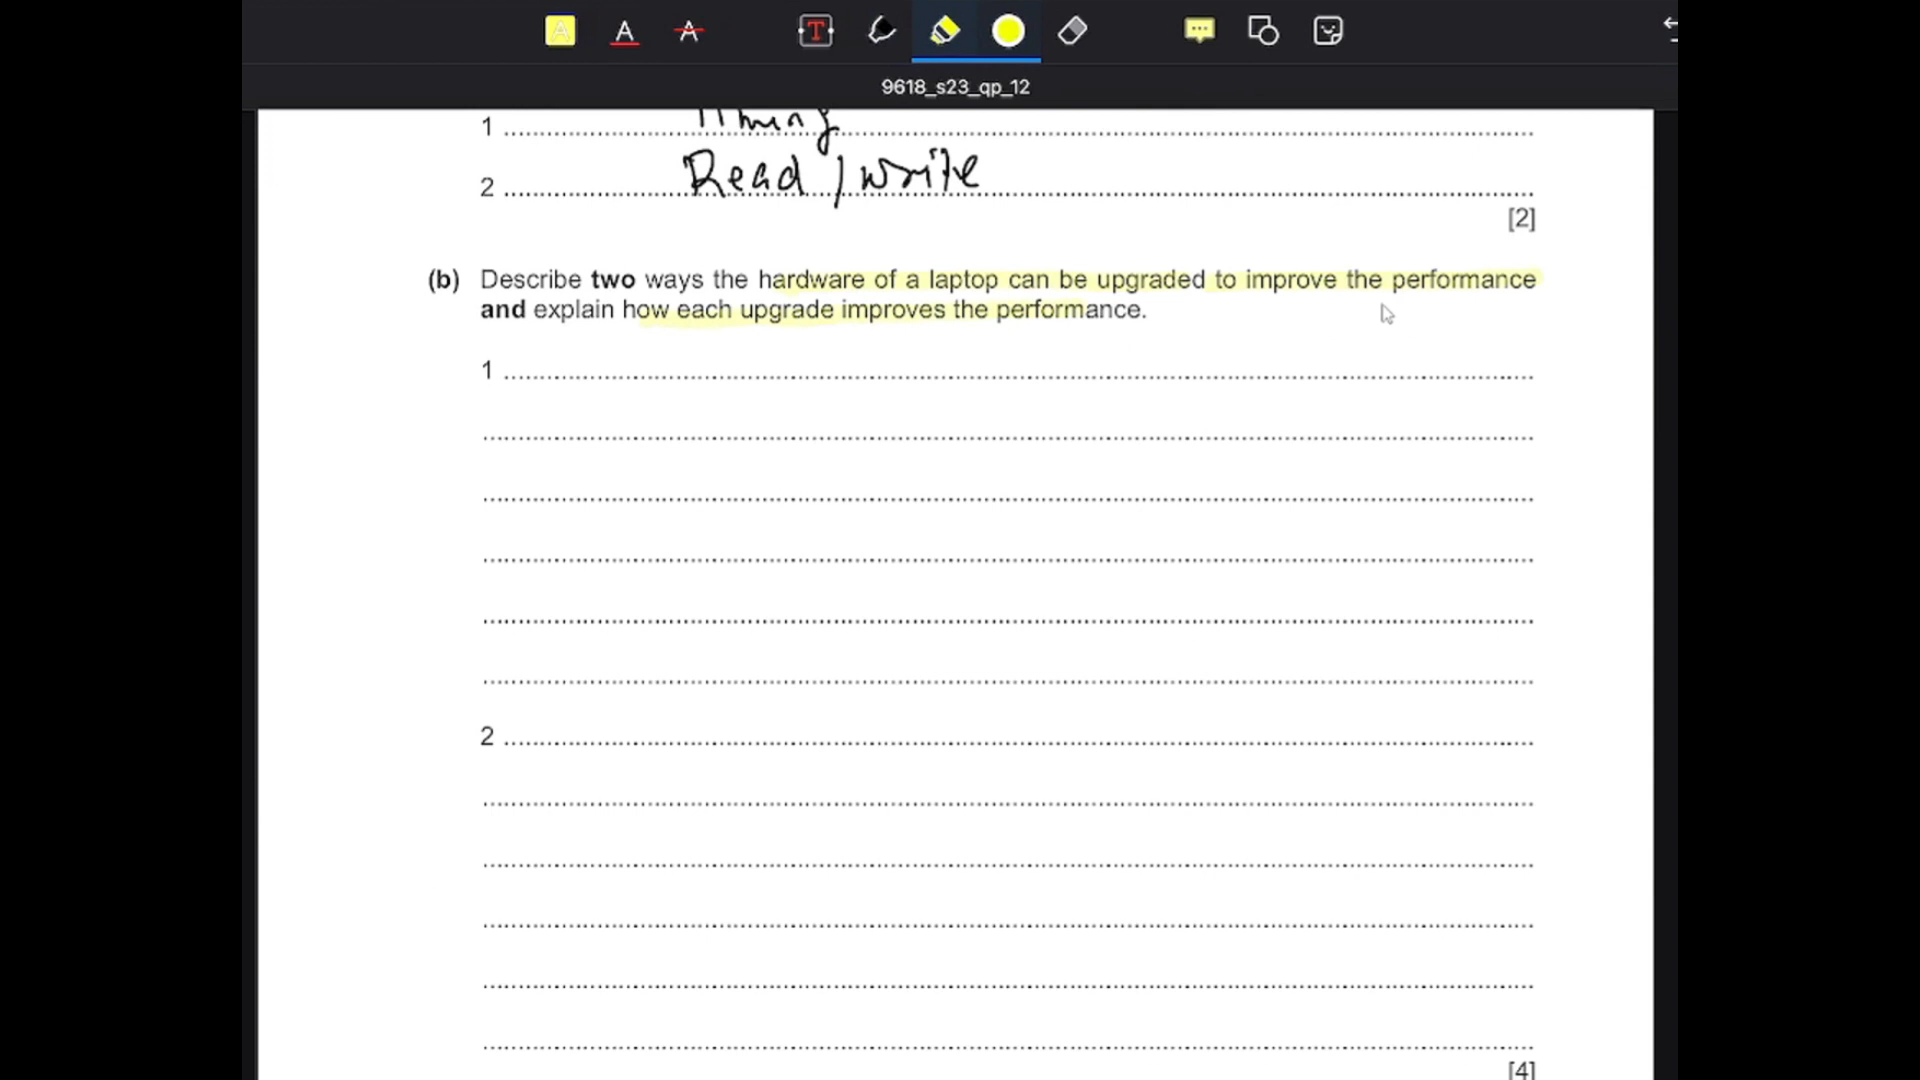 A A A T
9618_s23_qp_12
1 Timing
2 Read / write
[2]
(b) Describe two ways the hardware of a laptop can be upgraded to improve the performance
and explain how each upgrade improves the performance.
1
2
[4]